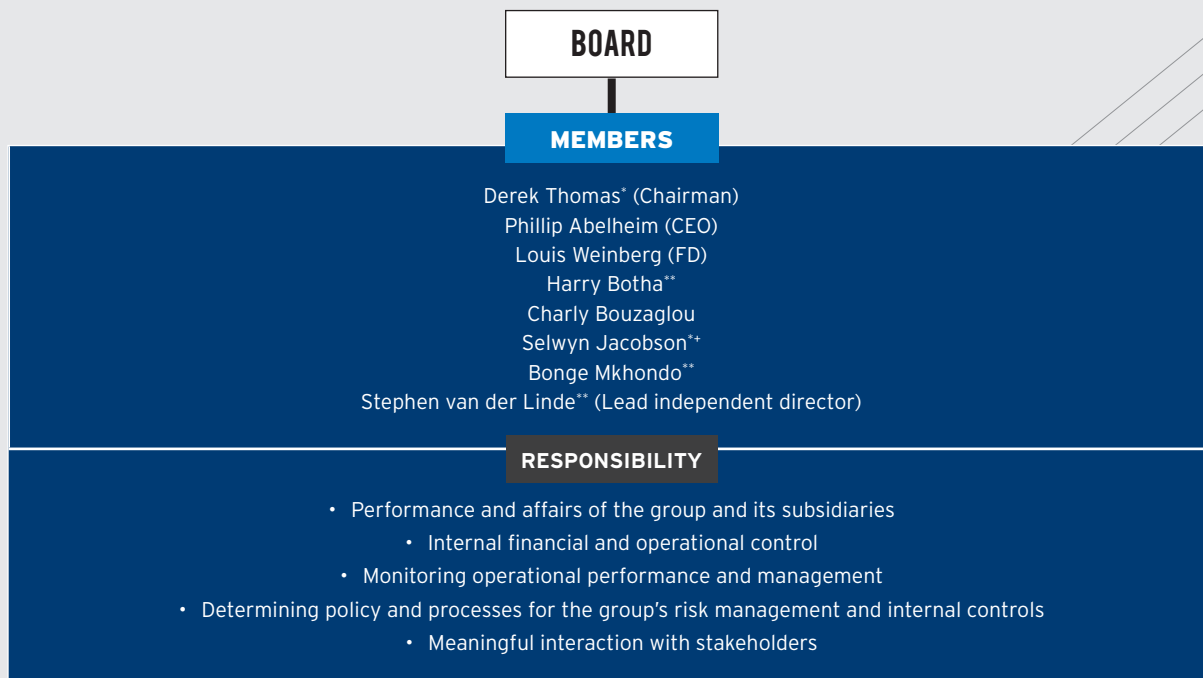 BOARD
MEMBERS
Derek Thomas* (Chairman)
Phillip Abelheim (CEO)
Louis Weinberg (FD)
Harry Botha**
Charly Bouzaglou
Selwyn Jacobson*+
Bonge Mkhondo**
Stephen van der Linde** (Lead independent director)
RESPONSIBILITY
• Performance and affairs of the group and its subsidiaries
• Internal financial and operational control
• Monitoring operational performance and management
• Determining policy and processes for the group's risk management and internal controls
• Meaningful interaction with stakeholders